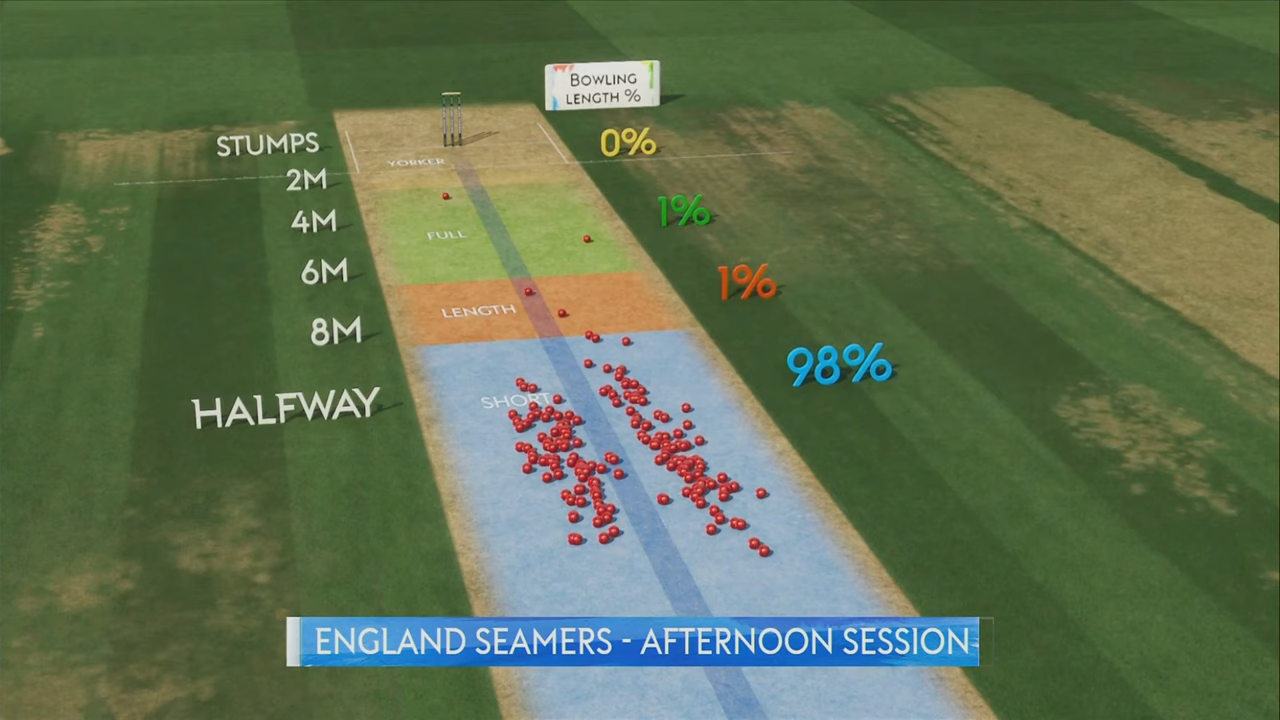 BOWLING
LENGTH %
STUMPS
0%
YORKER
2M
4M
1%
FULL
6M
1%
LENGTH
8M
98%
HALFWAY
SHORT
ENGLAND SEAMERS - AFTERNOON SESSION